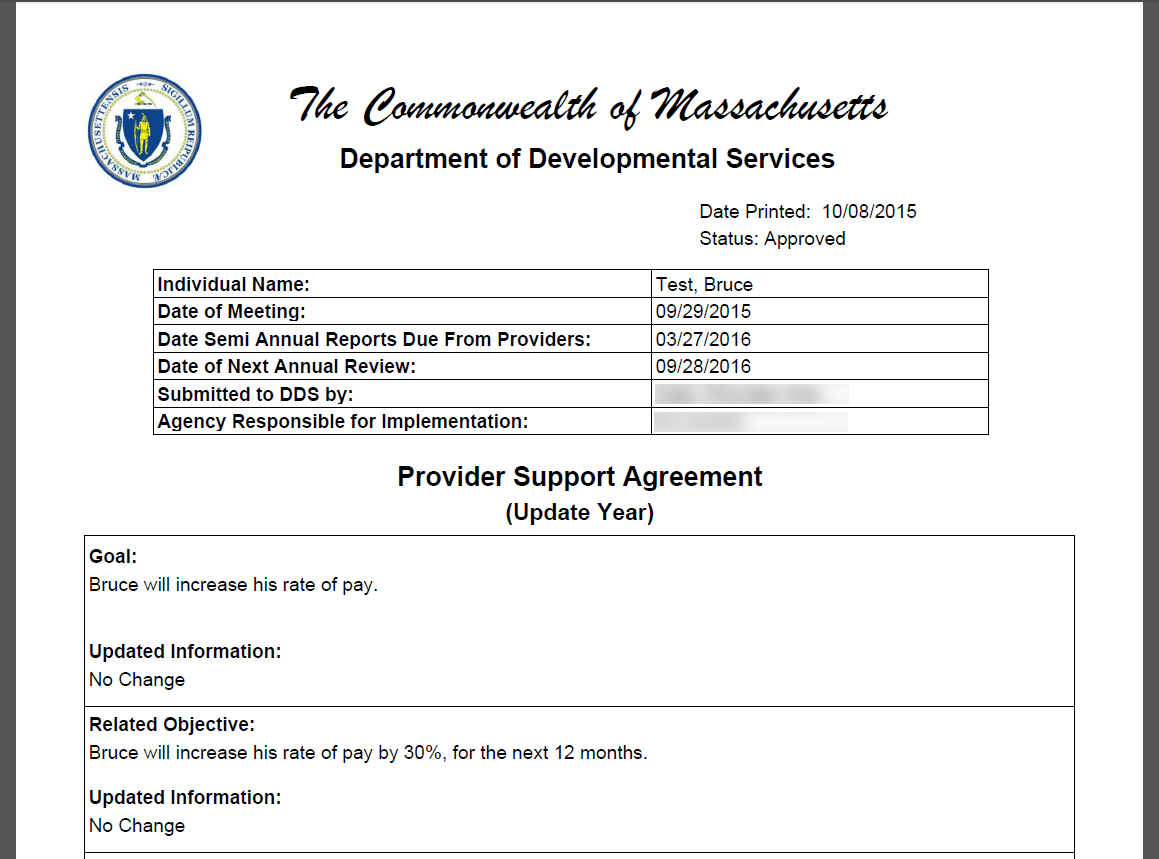 MASSACHUSETTENSIS SIGILLUM REIPUBLICÆ
The Commonwealth of Massachusetts
Department of Developmental Services
Date Printed: 10/08/2015
Status: Approved
Individual Name: Test, Bruce
Date of Meeting: 09/29/2015
Date Semi Annual Reports Due From Providers: 03/27/2016
Date of Next Annual Review: 09/28/2016
Submitted to DDS by:
Agency Responsible for Implementation:
Provider Support Agreement
(Update Year)
Goal:
Bruce will increase his rate of pay.
Updated Information:
No Change
Related Objective:
Bruce will increase his rate of pay by 30%, for the next 12 months.
Updated Information:
No Change